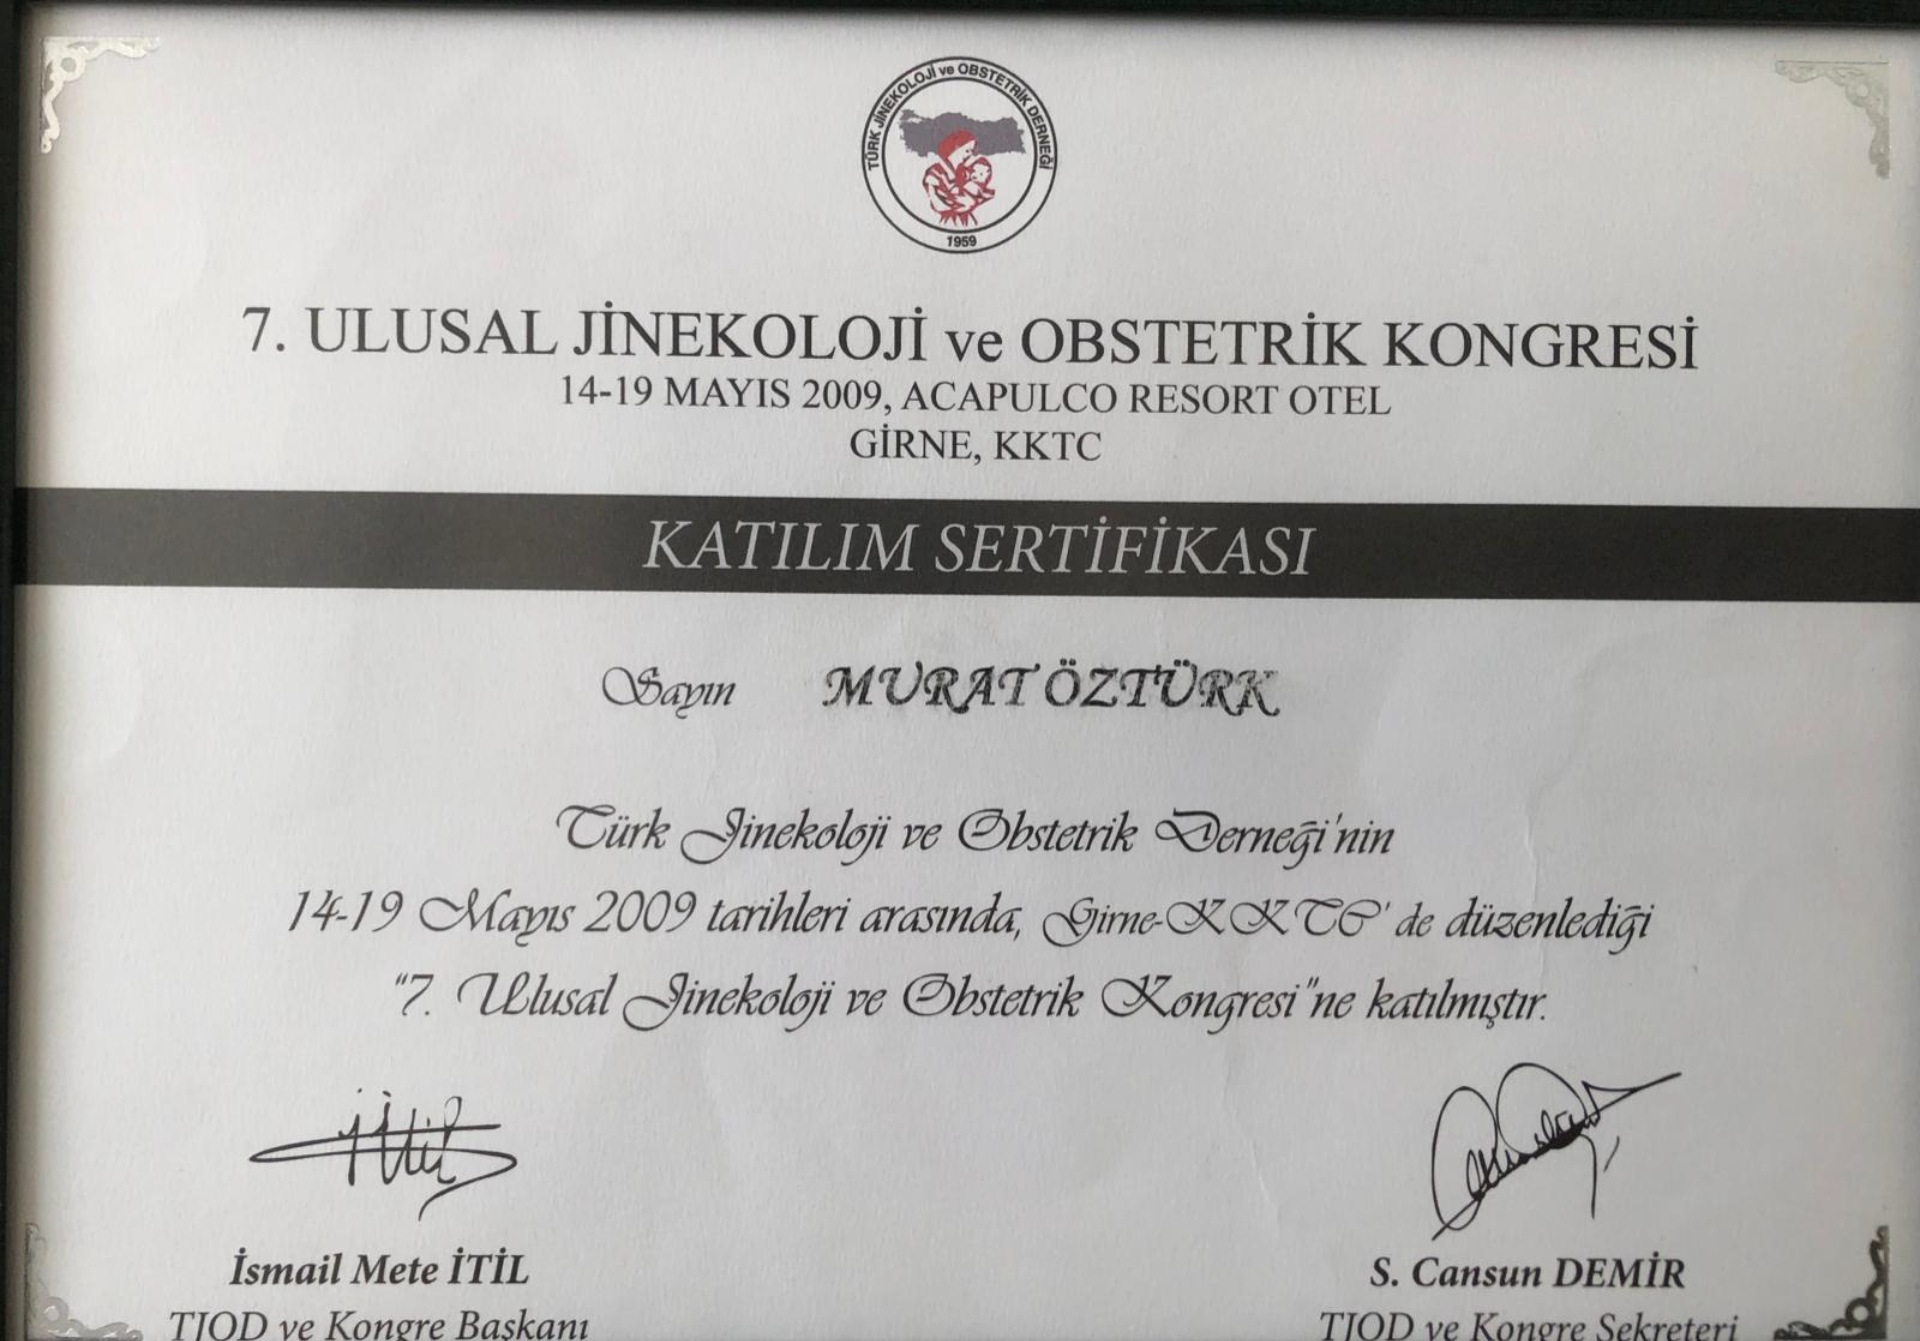 TÜRK JİNEKOLOJİ ve OBSTETRİK DERNEĞİ
1959
7. ULUSAL JİNEKOLOJİ ve OBSTETRİK KONGRESİ
14-19 MAYIS 2009, ACAPULCO RESORT OTEL
GİRNE, KKTC
KATILIM SERTİFİKASI
Sayın MURAT ÖZTÜRK
Türk Jinekoloji ve Obstetrik Derneği'nin
14-19 Mayıs 2009 tarihleri arasında, Girne-KKTC' de düzenlediği
"7. Ulusal Jinekoloji ve Obstetrik Kongresi"ne katılmıştır.
İsmail Mete İTİL
S. Cansun DEMİR
TJOD ve Kongre Başkanı
TJOD ve Kongre Sekreteri